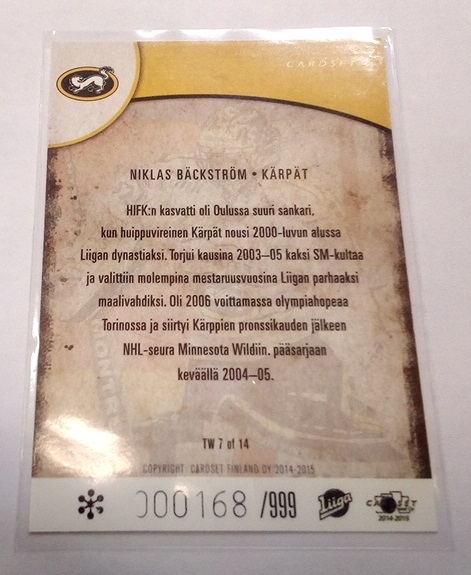 CARDSET
NIKLAS BÄCKSTRÖM • KÄRPÄT
HIFK:n kasvatti oli Oulussa suuri sankari,
kun huippuvireinen Kärpät nousi 2000-luvun alussa
Liigan dynastiaksi. Torjui kausina 2003–05 kaksi SM-kultaa
ja valittiin molempina mestaruusvuosina Liigan parhaaksi
maalivahdiksi. Oli 2006 voittamassa olympiahopeaa
Torinossa ja siirtyi Kärppien pronssikauden jälkeen
NHL-seura Minnesota Wildiin. pääsarjaan
keväällä 2004–05.
TW 7 of 14
COPYRIGHT CARDSET FINLAND OY 2014-2015
000168 /999 Liiga CARDSET
2014-2015